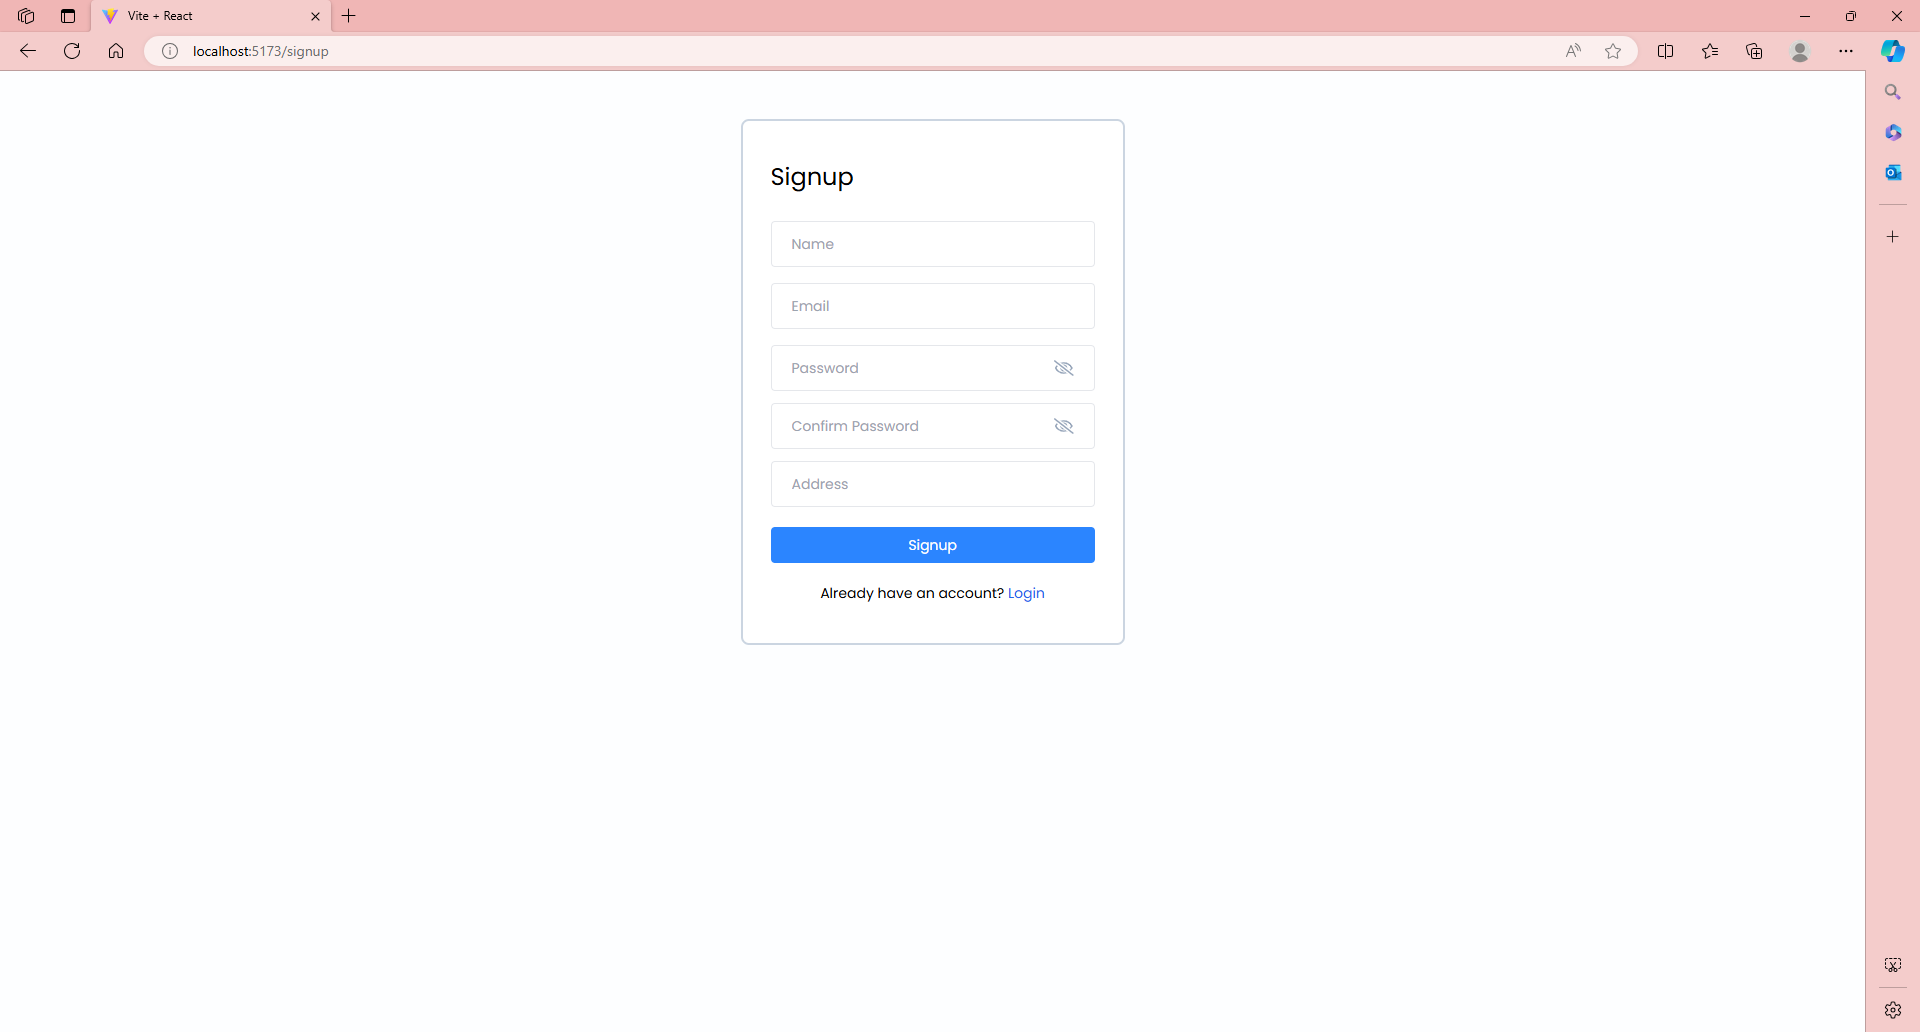 Vite + React
localhost:5173/signup
Signup
Name
Email
Password
Confirm Password
Address
Signup
Already have an account? Login